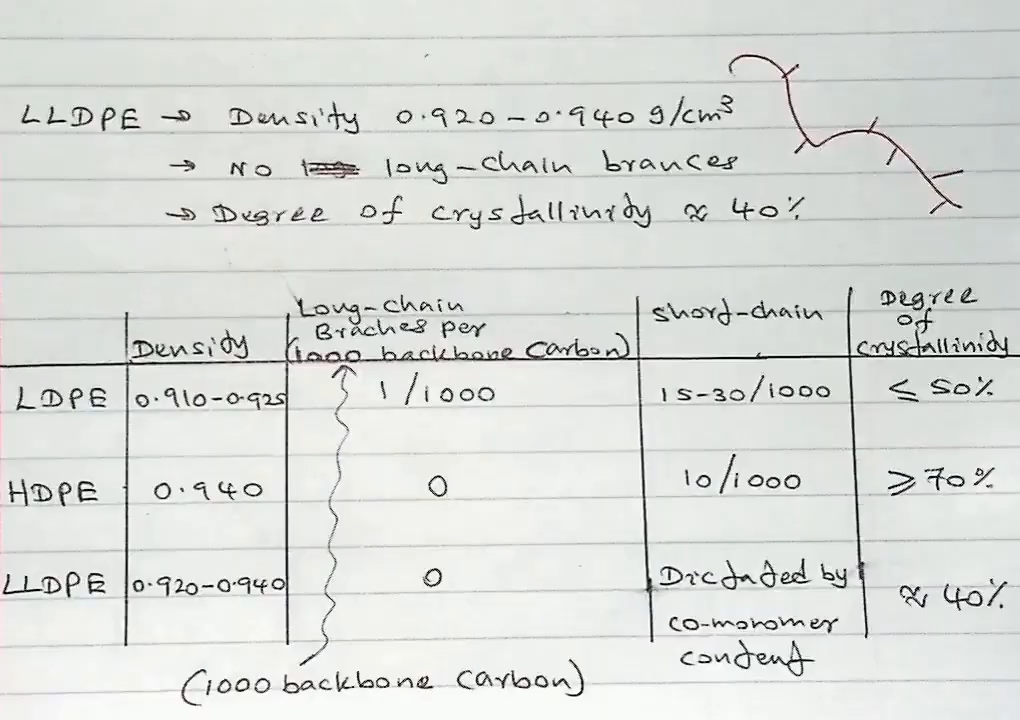 LLDPE → Density 0.920-0.940 g/cm³
→ No long-chain brances
→ Degree of crystallinity ≈ 40%
Density
Long-chain
Braches per
(1000 backbone carbon)
short-chain
Degree
of
crystallinity
LDPE 0.910-0.925 1/1000 15-30/1000 ≤ 50%
HDPE 0.940 0 10/1000 ≥ 70%
LLDPE 0.920-0.940 0 Dictated by ≈ 40%
co-monomer
content
(1000 backbone carbon)